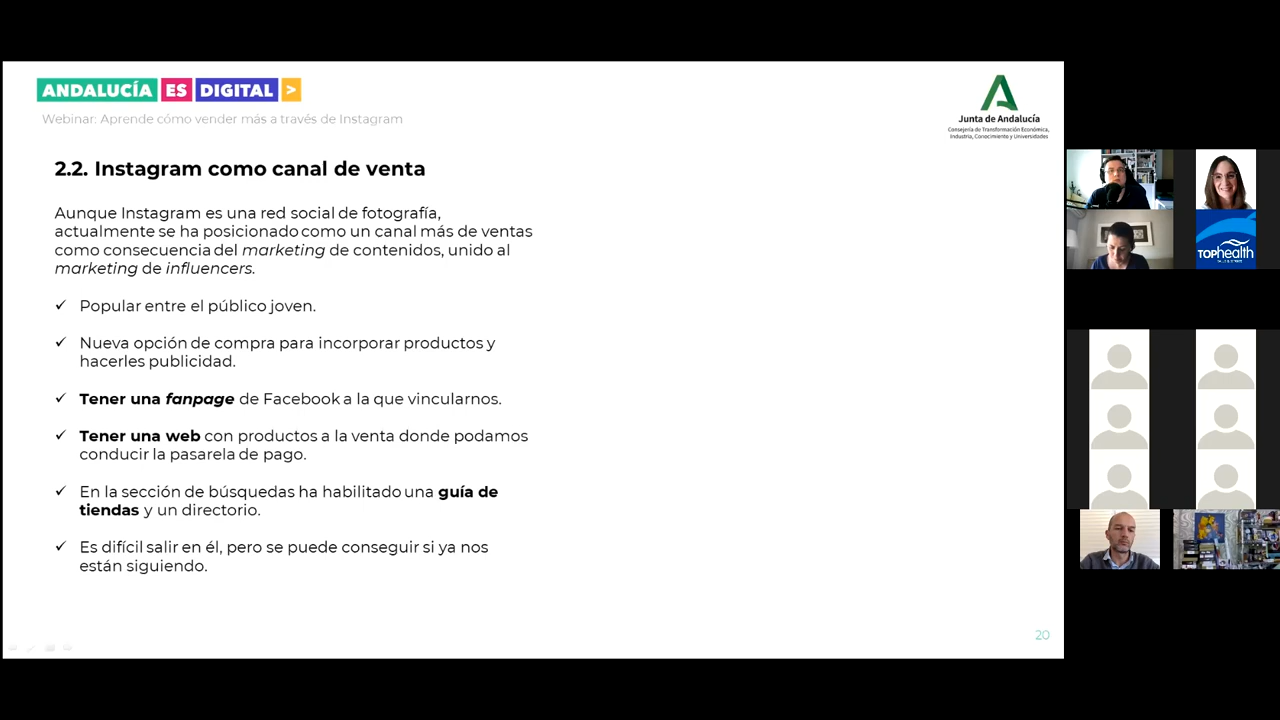 ANDALUCÍA ES DIGITAL >
Webinar: Aprende cómo vender más a través de Instagram
Junta de Andalucía
Consejería de Transformación Económica,
Industria, Conocimiento y Universidades
2.2. Instagram como canal de venta
Aunque Instagram es una red social de fotografía,
actualmente se ha posicionado como un canal más de ventas
como consecuencia del marketing de contenidos, unido al
marketing de influencers.
✓ Popular entre el público joven.
✓ Nueva opción de compra para incorporar productos y
hacerles publicidad.
✓ Tener una fanpage de Facebook a la que vincularnos.
✓ Tener una web con productos a la venta donde podamos
conducir la pasarela de pago.
✓ En la sección de búsquedas ha habilitado una guía de
tiendas y un directorio.
✓ Es difícil salir en él, pero se puede conseguir si ya nos
están siguiendo.
20
TOPhealth